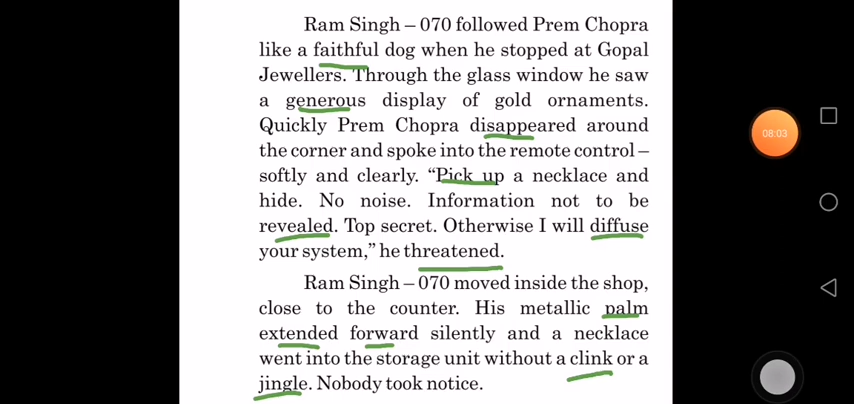 Ram Singh – 070 followed Prem Chopra
like a faithful dog when he stopped at Gopal
Jewellers. Through the glass window he saw
a generous display of gold ornaments.
Quickly Prem Chopra disappeared around
the corner and spoke into the remote control –
softly and clearly. “Pick up a necklace and
hide. No noise. Information not to be
revealed. Top secret. Otherwise I will diffuse
your system,” he threatened.
Ram Singh – 070 moved inside the shop,
close to the counter. His metallic palm
extended forward silently and a necklace
went into the storage unit without a clink or a
jingle. Nobody took notice.
08:03